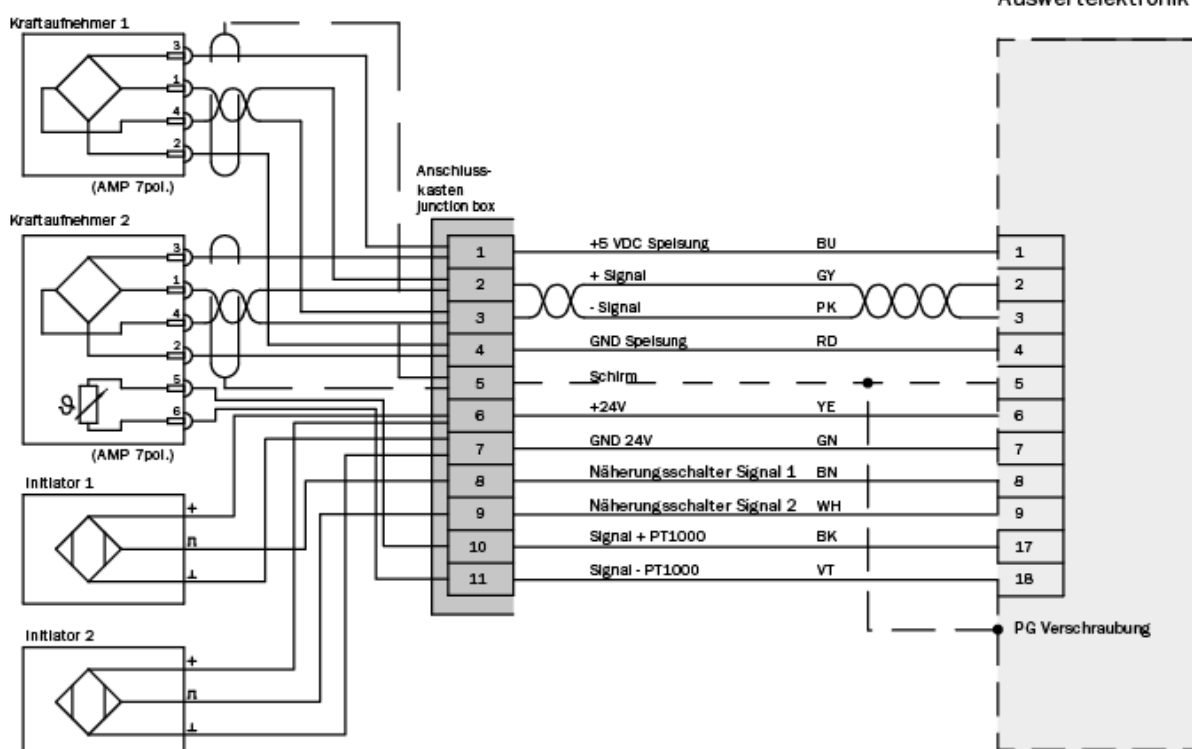 Auswertelektronik
Kraftaufnehmer 1
3
1
4
2
(AMP 7pol.)
Kraftaufnehmer 2
3
1
4
2
5
ϑ
6
(AMP 7pol.)
Initiator 1
+
⊥
Initiator 2
+
⊥
Anschluss-
kasten
junction box
1
2
3
4
5
6
7
8
9
10
11
+5 VDC Speisung BU
+ Signal GY
- Signal PK
GND Speisung RD
Schirm
+24V YE
GND 24V GN
Näherungsschalter Signal 1 BN
Näherungsschalter Signal 2 WH
Signal + PT1000 BK
Signal - PT1000 VT
1
2
3
4
5
6
7
8
9
17
18
PG Verschraubung